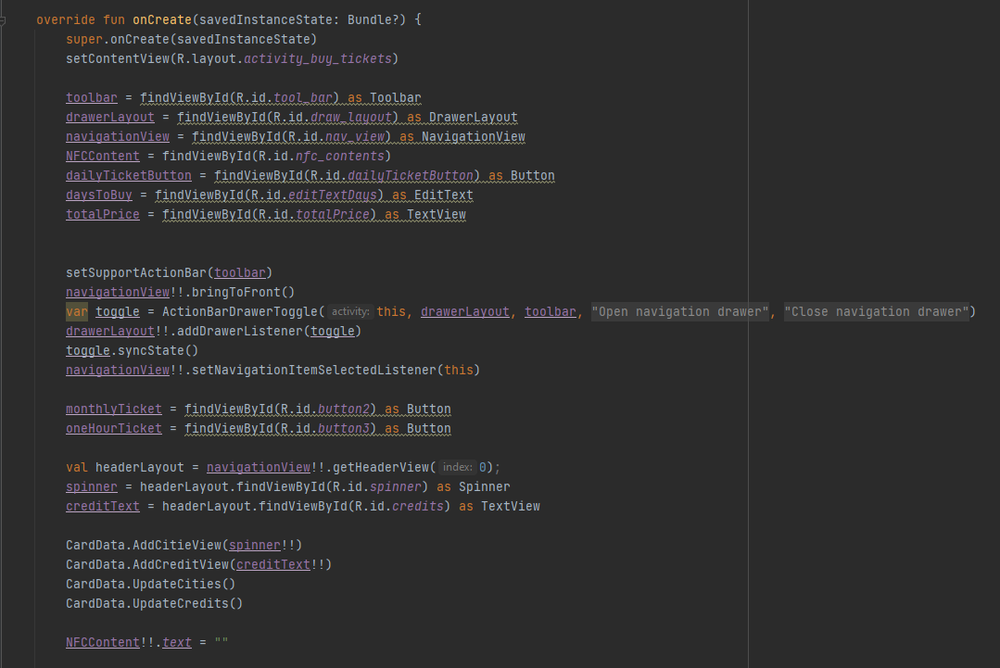 override fun onCreate(savedInstanceState: Bundle?) {
    super.onCreate(savedInstanceState)
    setContentView(R.layout.activity_buy_tickets)

    toolbar = findViewById(R.id.tool_bar) as Toolbar
    drawerLayout = findViewById(R.id.draw_layout) as DrawerLayout
    navigationView = findViewById(R.id.nav_view) as NavigationView
    NFCContent = findViewById(R.id.nfc_contents)
    dailyTicketButton = findViewById(R.id.dailyTicketButton) as Button
    daysToBuy = findViewById(R.id.editTextDays) as EditText
    totalPrice = findViewById(R.id.totalPrice) as TextView

    setSupportActionBar(toolbar)
    navigationView!!.bringToFront()
    var toggle = ActionBarDrawerToggle( activity: this, drawerLayout, toolbar, "Open navigation drawer", "Close navigation drawer")
    drawerLayout!!.addDrawerListener(toggle)
    toggle.syncState()
    navigationView!!.setNavigationItemSelectedListener(this)

    monthlyTicket = findViewById(R.id.button2) as Button
    oneHourTicket = findViewById(R.id.button3) as Button

    val headerLayout = navigationView!!.getHeaderView( index: 0);
    spinner = headerLayout.findViewById(R.id.spinner) as Spinner
    creditText = headerLayout.findViewById(R.id.credits) as TextView

    CardData.AddCitieView(spinner!!)
    CardData.AddCreditView(creditText!!)
    CardData.UpdateCities()
    CardData.UpdateCredits()

    NFCContent!!.text = ""